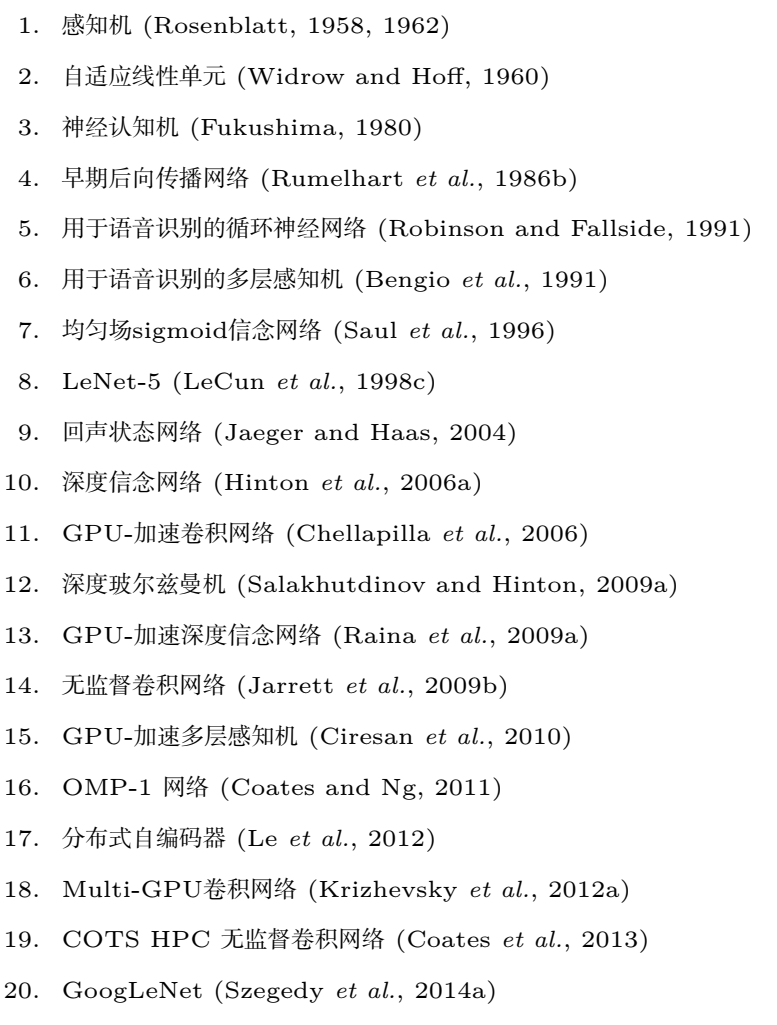 1. 感知机 (Rosenblatt, 1958, 1962)
2. 自适应线性单元 (Widrow and Hoff, 1960)
3. 神经认知机 (Fukushima, 1980)
4. 早期后向传播网络 (Rumelhart et al., 1986b)
5. 用于语音识别的循环神经网络 (Robinson and Fallside, 1991)
6. 用于语音识别的多层感知机 (Bengio et al., 1991)
7. 均匀场sigmoid信念网络 (Saul et al., 1996)
8. LeNet-5 (LeCun et al., 1998c)
9. 回声状态网络 (Jaeger and Haas, 2004)
10. 深度信念网络 (Hinton et al., 2006a)
11. GPU-加速卷积网络 (Chellapilla et al., 2006)
12. 深度玻尔兹曼机 (Salakhutdinov and Hinton, 2009a)
13. GPU-加速深度信念网络 (Raina et al., 2009a)
14. 无监督卷积网络 (Jarrett et al., 2009b)
15. GPU-加速多层感知机 (Ciresan et al., 2010)
16. OMP-1 网络 (Coates and Ng, 2011)
17. 分布式自编码器 (Le et al., 2012)
18. Multi-GPU卷积网络 (Krizhevsky et al., 2012a)
19. COTS HPC 无监督卷积网络 (Coates et al., 2013)
20. GoogLeNet (Szegedy et al., 2014a)